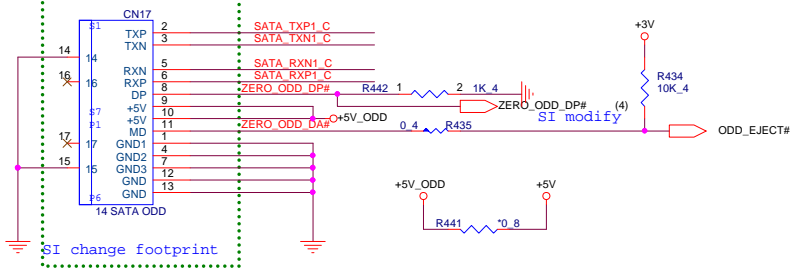 CN17
S1
TXP 2 SATA_TXP1_C
TXN 3 SATA_TXN1_C
14 14
RXN 5 SATA_RXN1_C
16 16
RXP 6 SATA_RXP1_C
DP 8 ZERO_ODD_DP#
R442 1 2 1K_4
+3V
R434
10K_4
S7
+5V 9
ZERO_ODD_DP# (4)
P1
+5V 10
+5V_ODD
SI modify
17 17
MD 11 ZERO_ODD_DA#
0_4 R435
ODD_EJECT#
GND1 1
GND2 4
15 15
GND3 7
GND 12
P6
GND 13
14 SATA ODD
+5V_ODD +5V
R441 *0_8
SI change footprint